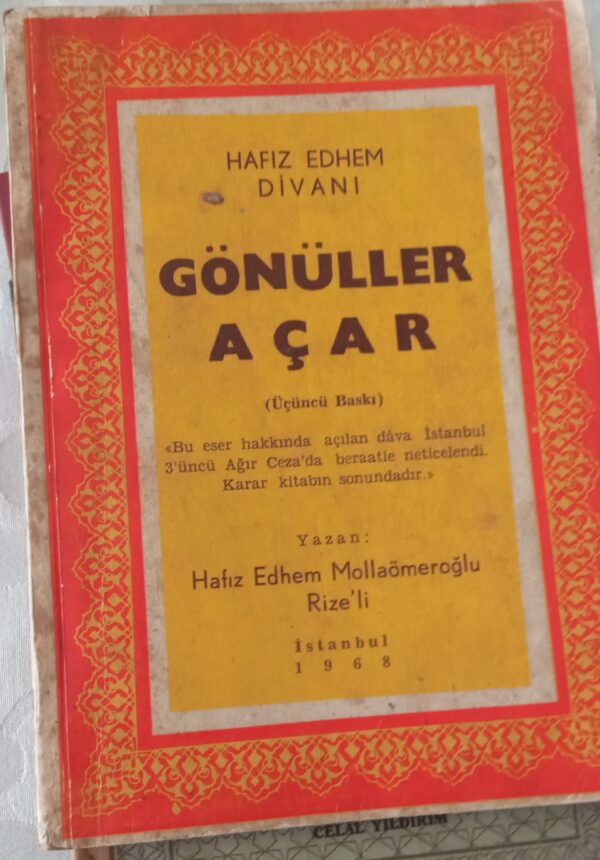 HAFIZ EDHEM
DİVANI
GÖNÜLLER
AÇAR
(Üçüncü Baskı)
«Bu eser hakkında açılan dâva İstanbul
3'üncü Ağır Ceza'da beraatle neticelendi.
Karar kitabın sonundadır.»
Yazan:
Hafız Edhem Mollaömeroğlu
Rize'li
İstanbul
1968
CELAL YILDIRIM